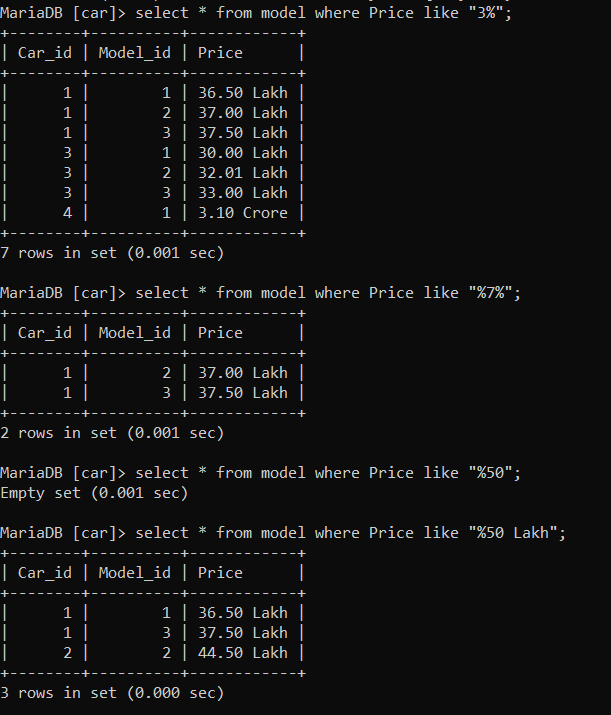 MariaDB [car]> select * from model where Price like "3%";
+--------+----------+------------+
| Car_id | Model_id | Price      |
+--------+----------+------------+
|      1 |        1 | 36.50 Lakh |
|      1 |        2 | 37.00 Lakh |
|      1 |        3 | 37.50 Lakh |
|      3 |        1 | 30.00 Lakh |
|      3 |        2 | 32.01 Lakh |
|      3 |        3 | 33.00 Lakh |
|      4 |        1 | 3.10 Crore |
+--------+----------+------------+
7 rows in set (0.001 sec)

MariaDB [car]> select * from model where Price like "%7%";
+--------+----------+------------+
| Car_id | Model_id | Price      |
+--------+----------+------------+
|      1 |        2 | 37.00 Lakh |
|      1 |        3 | 37.50 Lakh |
+--------+----------+------------+
2 rows in set (0.001 sec)

MariaDB [car]> select * from model where Price like "%50";
Empty set (0.001 sec)

MariaDB [car]> select * from model where Price like "%50 Lakh";
+--------+----------+------------+
| Car_id | Model_id | Price      |
+--------+----------+------------+
|      1 |        1 | 36.50 Lakh |
|      1 |        3 | 37.50 Lakh |
|      2 |        2 | 44.50 Lakh |
+--------+----------+------------+
3 rows in set (0.000 sec)